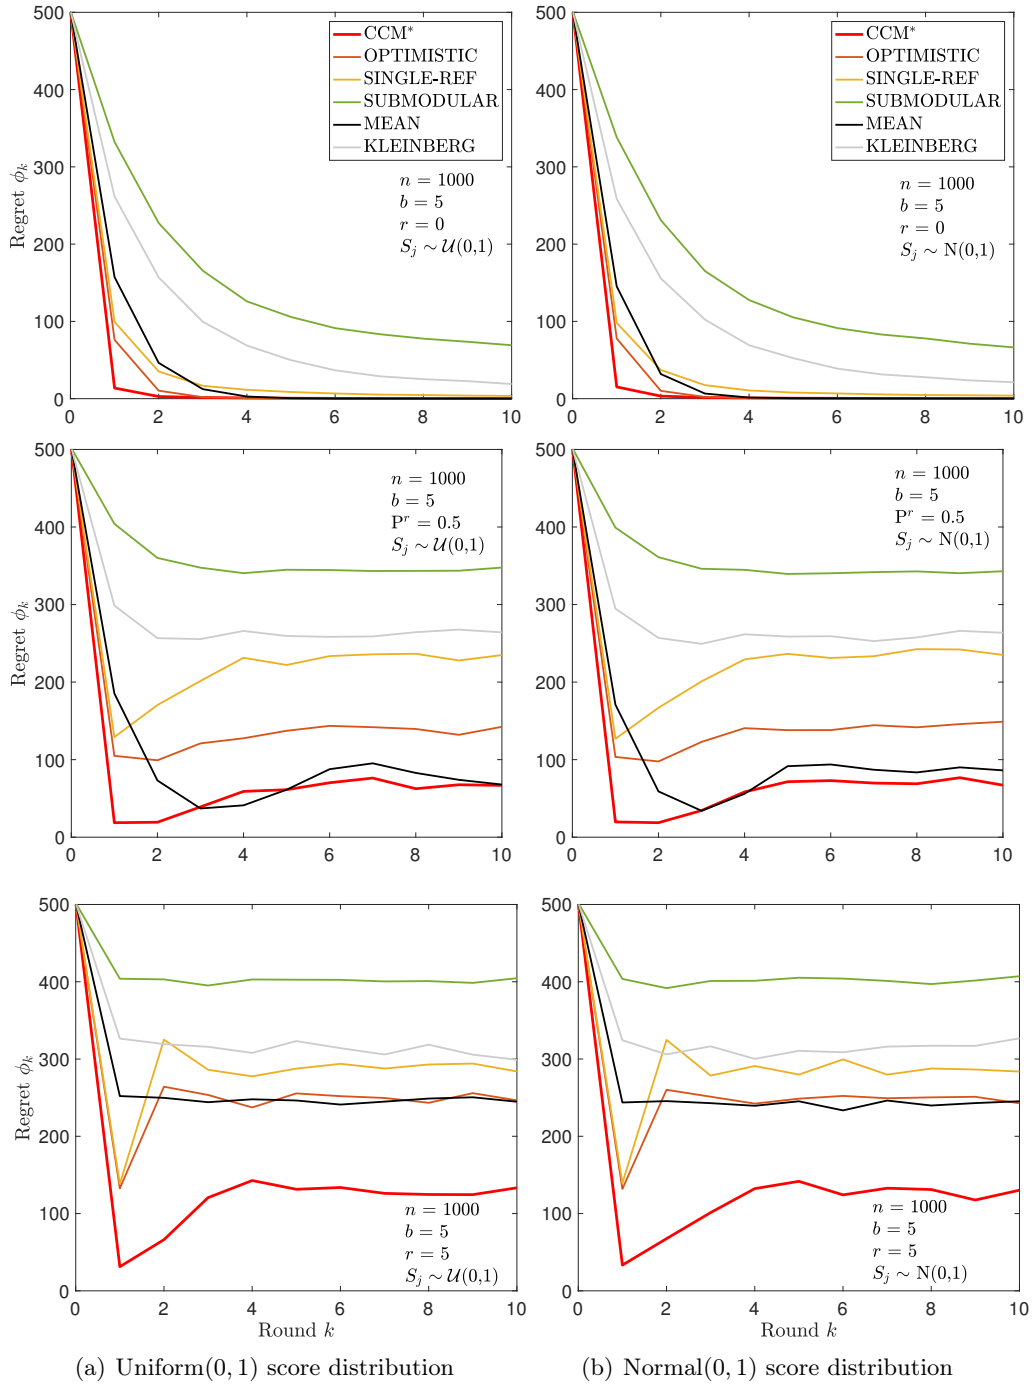 500
400
300
200
100
0
0 2 4 6 8 10
Regret ϕ_k
CCM*
OPTIMISTIC
SINGLE-REF
SUBMODULAR
MEAN
KLEINBERG
n = 1000
b = 5
r = 0
S_j ∼ 𝒰(0,1)
500
400
300
200
100
0
0 2 4 6 8 10
CCM*
OPTIMISTIC
SINGLE-REF
SUBMODULAR
MEAN
KLEINBERG
n = 1000
b = 5
r = 0
S_j ∼ N(0,1)
500
400
300
200
100
0
0 2 4 6 8 10
Regret ϕ_k
n = 1000
b = 5
P^r = 0.5
S_j ∼ 𝒰(0,1)
500
400
300
200
100
0
0 2 4 6 8 10
Regret ϕ_k
n = 1000
b = 5
P^r = 0.5
S_j ∼ N(0,1)
500
400
300
200
100
0
0 2 4 6 8 10
Regret ϕ_k
Round k
n = 1000
b = 5
r = 5
S_j ∼ 𝒰(0,1)
500
400
300
200
100
0
0 2 4 6 8 10
Regret ϕ_k
Round k
n = 1000
b = 5
r = 5
S_j ∼ N(0,1)
(a) Uniform(0, 1) score distribution
(b) Normal(0, 1) score distribution